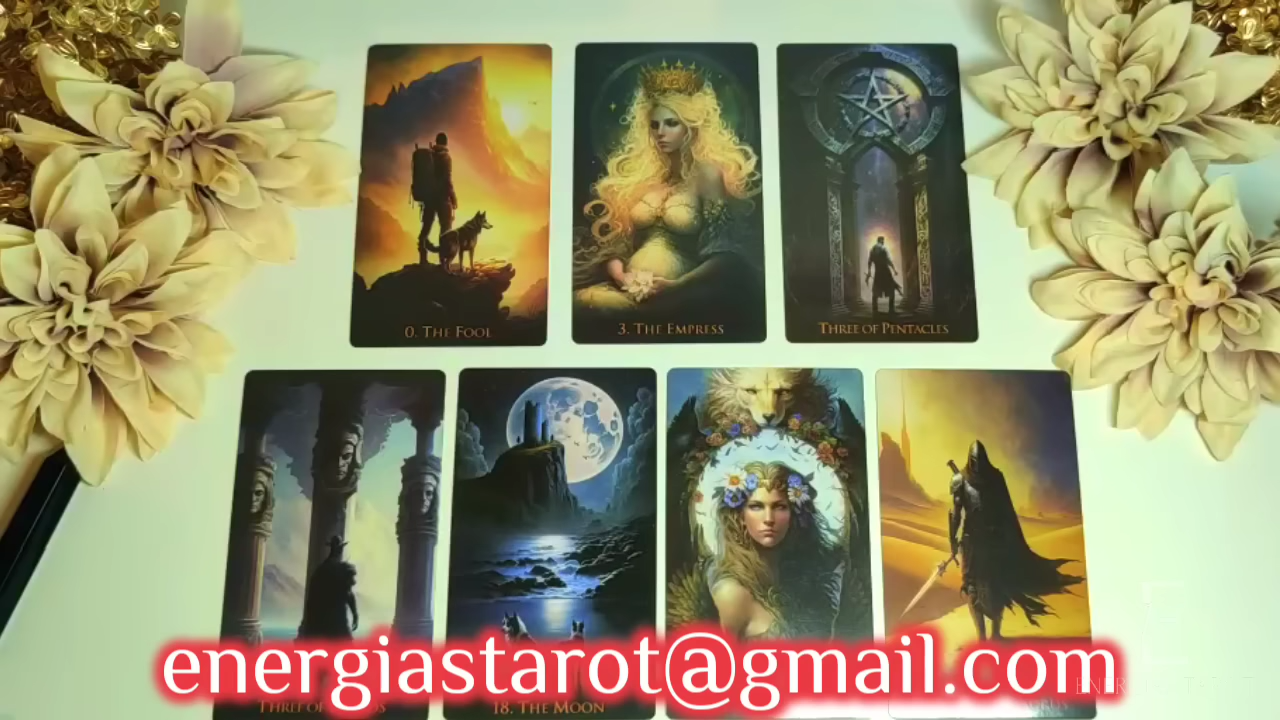 0. The Fool
3. The Empress
Three of Pentacles
energiastarot@gmail.com
18. The Moon